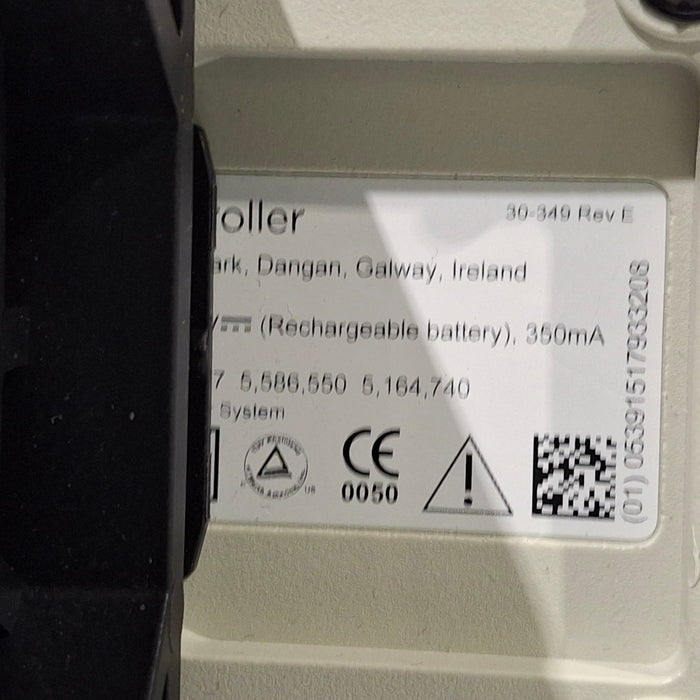 roller
ark, Dangan, Galway, Ireland
(Rechargeable battery), 350mA
7 5,586,550 5,164,740
System
30-349 Rev E
CE
0050
US
(01) 05391517933208